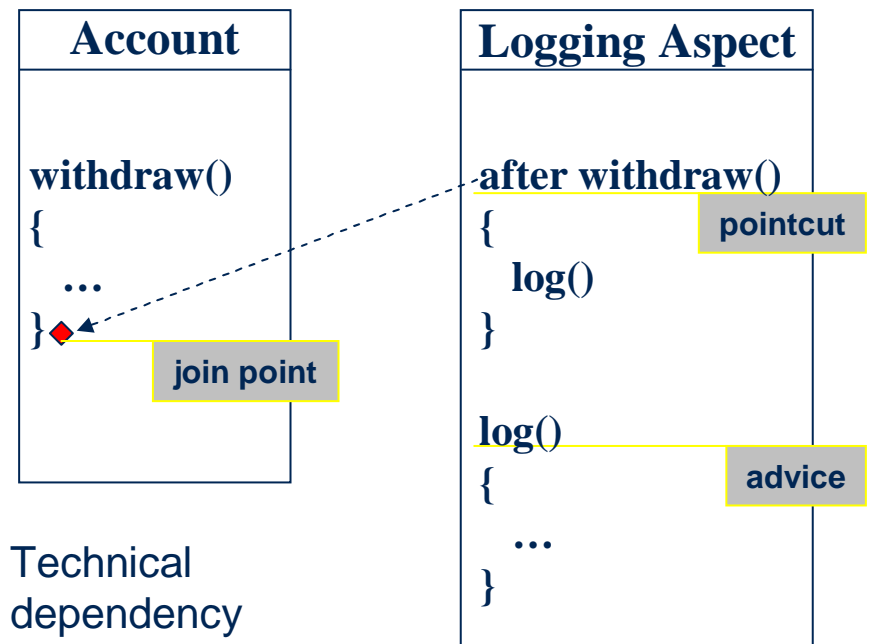 Account
withdraw()
{
...
}
join point
Technical
dependency
Logging Aspect
after withdraw()
pointcut
{
log()
}
log()
advice
{
...
}